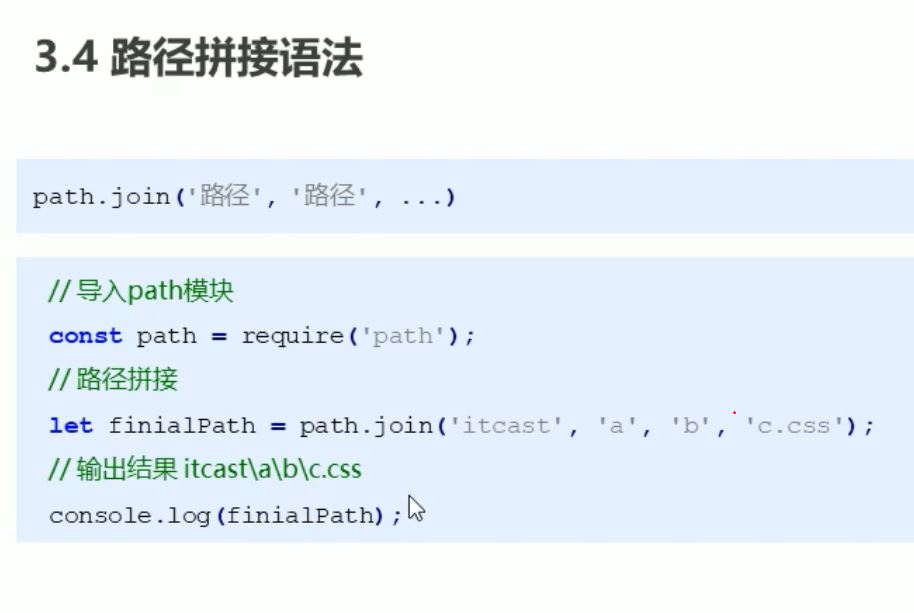 3.4 路径拼接语法
path.join('路径', '路径', ...)
// 导入path模块
const path = require('path');
// 路径拼接
let finialPath = path.join('itcast', 'a', 'b', 'c.css');
// 输出结果 itcast\a\b\c.css
console.log(finialPath);